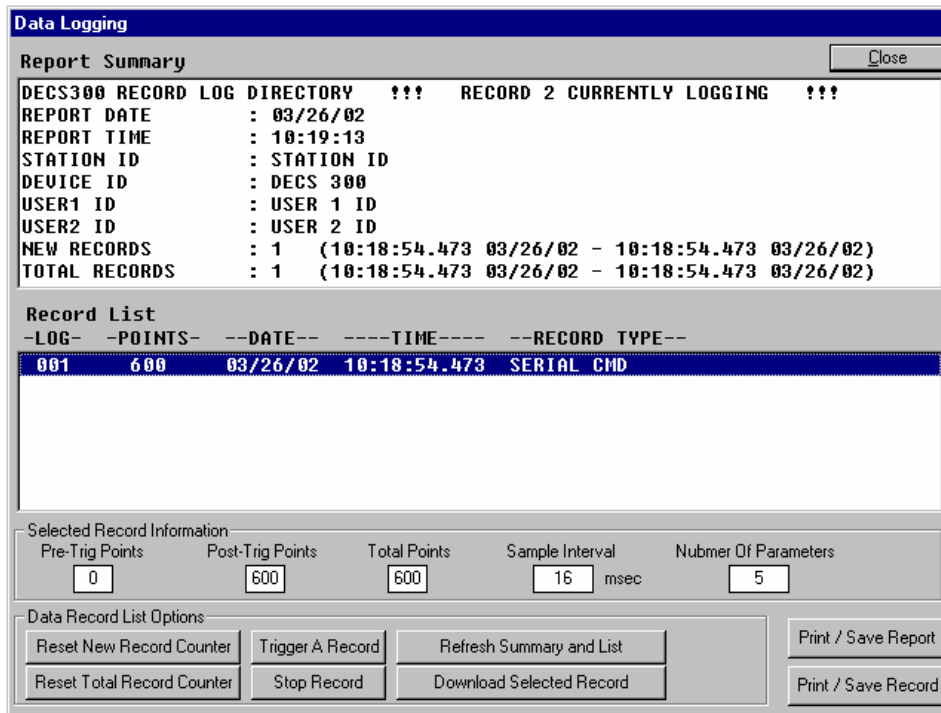 Data Logging
Report Summary
Close
DECS300 RECORD LOG DIRECTORY !!! RECORD 2 CURRENTLY LOGGING !!!
REPORT DATE : 03/26/02
REPORT TIME : 10:19:13
STATION ID : STATION ID
DEVICE ID : DECS 300
USER1 ID : USER 1 ID
USER2 ID : USER 2 ID
NEW RECORDS : 1 (10:18:54.473 03/26/02 - 10:18:54.473 03/26/02)
TOTAL RECORDS : 1 (10:18:54.473 03/26/02 - 10:18:54.473 03/26/02)
Record List
-LOG- -POINTS- --DATE-- ----TIME---- --RECORD TYPE--
001 600 03/26/02 10:18:54.473 SERIAL CMD
Selected Record Information
Pre-Trig Points Post-Trig Points Total Points Sample Interval Nubmer Of Parameters
0 600 600 16 msec 5
Data Record List Options
Reset New Record Counter Trigger A Record Refresh Summary and List Print / Save Report
Reset Total Record Counter Stop Record Download Selected Record Print / Save Record